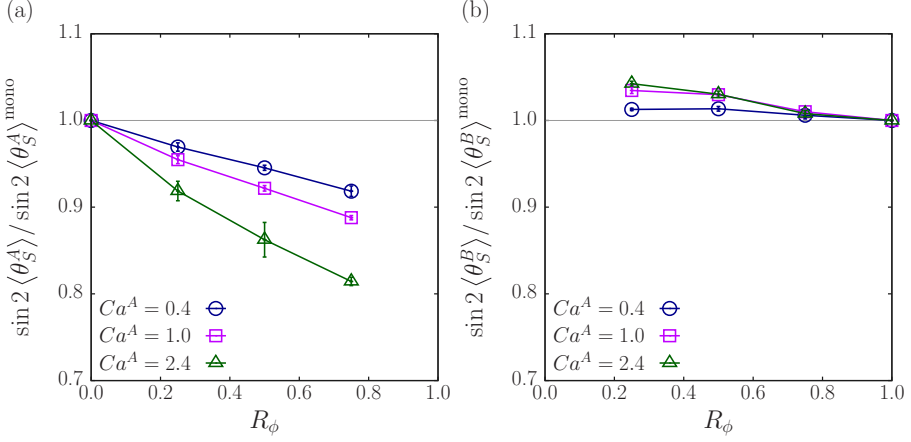 (a)
1.1
1.0
0.9
0.8
0.7
sin 2 ⟨θ_S^A⟩ / sin 2 ⟨θ_S^A⟩^mono
Ca^A = 0.4
Ca^A = 1.0
Ca^A = 2.4
0.0 0.2 0.4 0.6 0.8 1.0
R_ϕ
(b)
1.1
1.0
0.9
0.8
0.7
sin 2 ⟨θ_S^B⟩ / sin 2 ⟨θ_S^B⟩^mono
Ca^A = 0.4
Ca^A = 1.0
Ca^A = 2.4
0.0 0.2 0.4 0.6 0.8 1.0
R_ϕ